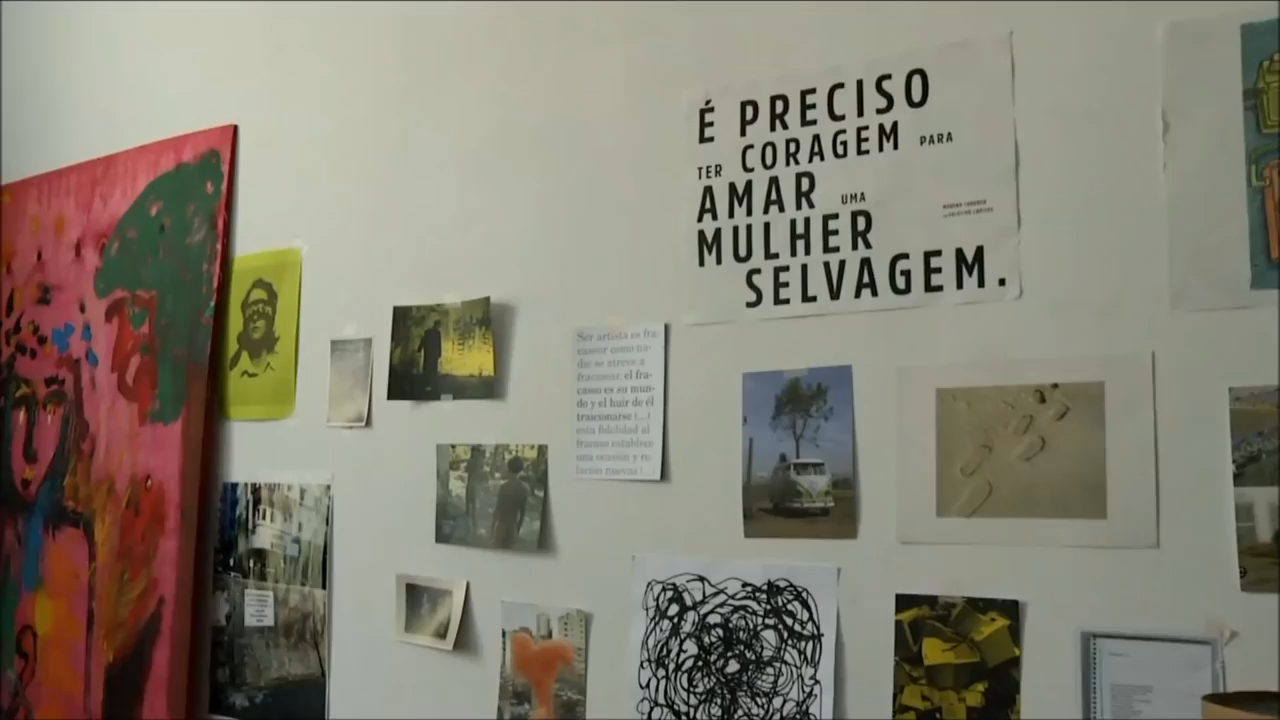 É PRECISO
TER CORAGEM PARA
AMAR UMA
MULHER
SELVAGEM.
Ser artista es fra-
casar como na-
die se atreve a
fracasar, el fra-
caso es su mun-
do y el huir de él
traicionarse (...)
esta fidelidad al
fracaso establece
una ocasión y re-